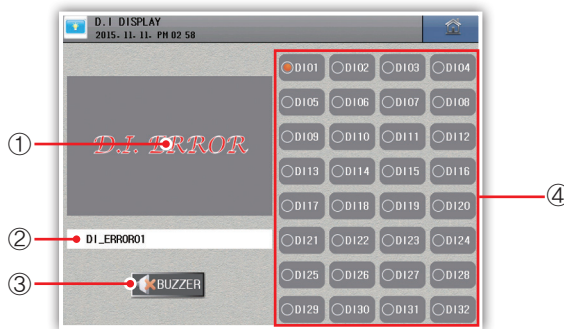 D.I DISPLAY
2015. 11. 11. PM 02 58
DI01 DI02 DI03 DI04
DI05 DI06 DI07 DI08
① D.I. ERROR
DI09 DI10 DI11 DI12
DI13 DI14 DI15 DI16
④
DI17 DI18 DI19 DI20
② DI_ERROR01
DI21 DI22 DI23 DI24
③ BUZZER
DI25 DI26 DI27 DI28
DI29 DI30 DI31 DI32